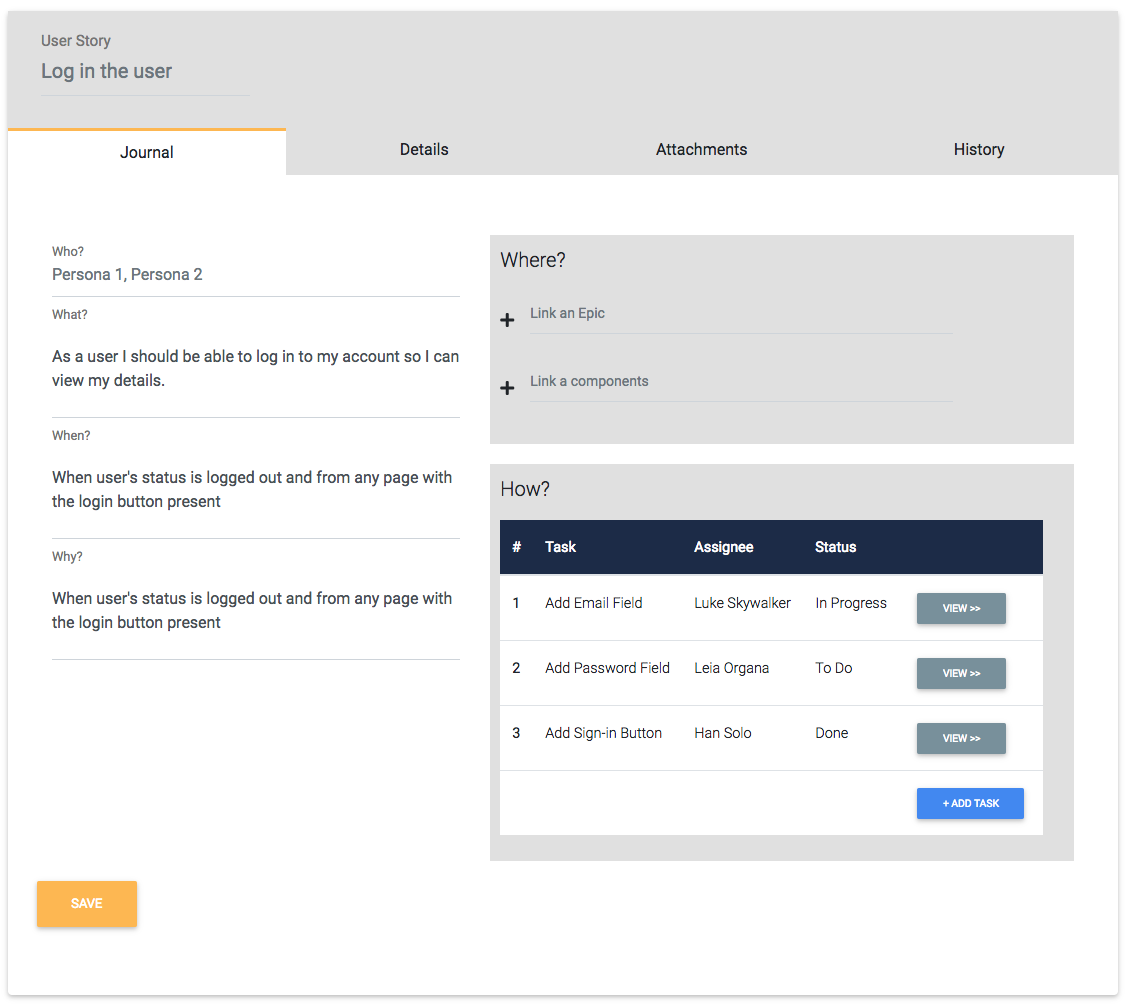 User Story
Log in the user
Journal Details Attachments History
Who?
Persona 1, Persona 2
What?
As a user I should be able to log in to my account so I can
view my details.
When?
When user's status is logged out and from any page with
the login button present
Why?
When user's status is logged out and from any page with
the login button present
Where?
+ Link an Epic
+ Link a components
How?
# Task Assignee Status
1 Add Email Field Luke Skywalker In Progress VIEW >>
2 Add Password Field Leia Organa To Do VIEW >>
3 Add Sign-in Button Han Solo Done VIEW >>
+ ADD TASK
SAVE